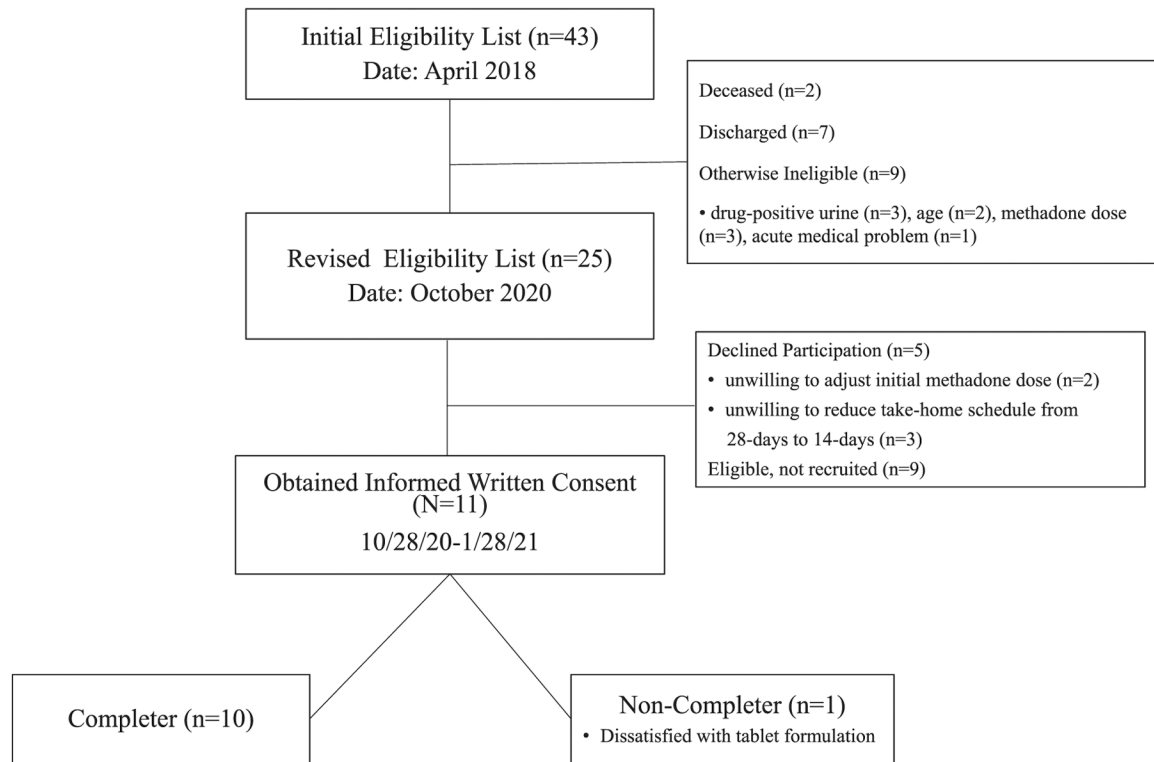 Initial Eligibility List (n=43)
Date: April 2018
Deceased (n=2)
Discharged (n=7)
Otherwise Ineligible (n=9)
• drug-positive urine (n=3), age (n=2), methadone dose
(n=3), acute medical problem (n=1)
Revised Eligibility List (n=25)
Date: October 2020
Declined Participation (n=5)
• unwilling to adjust initial methadone dose (n=2)
• unwilling to reduce take-home schedule from
28-days to 14-days (n=3)
Eligible, not recruited (n=9)
Obtained Informed Written Consent
(N=11)
10/28/20-1/28/21
Completer (n=10)
Non-Completer (n=1)
• Dissatisfied with tablet formulation